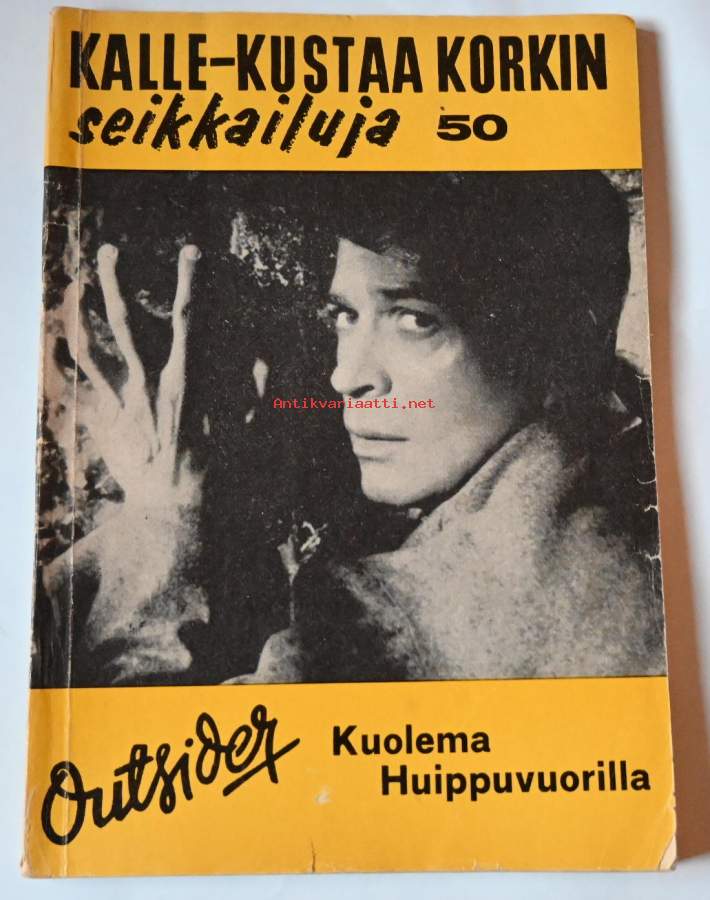 KALLE-KUSTAA KORKIN
seikkailuja 50
Antikvariaatti.net
Outsider
Kuolema
Huippuvuorilla